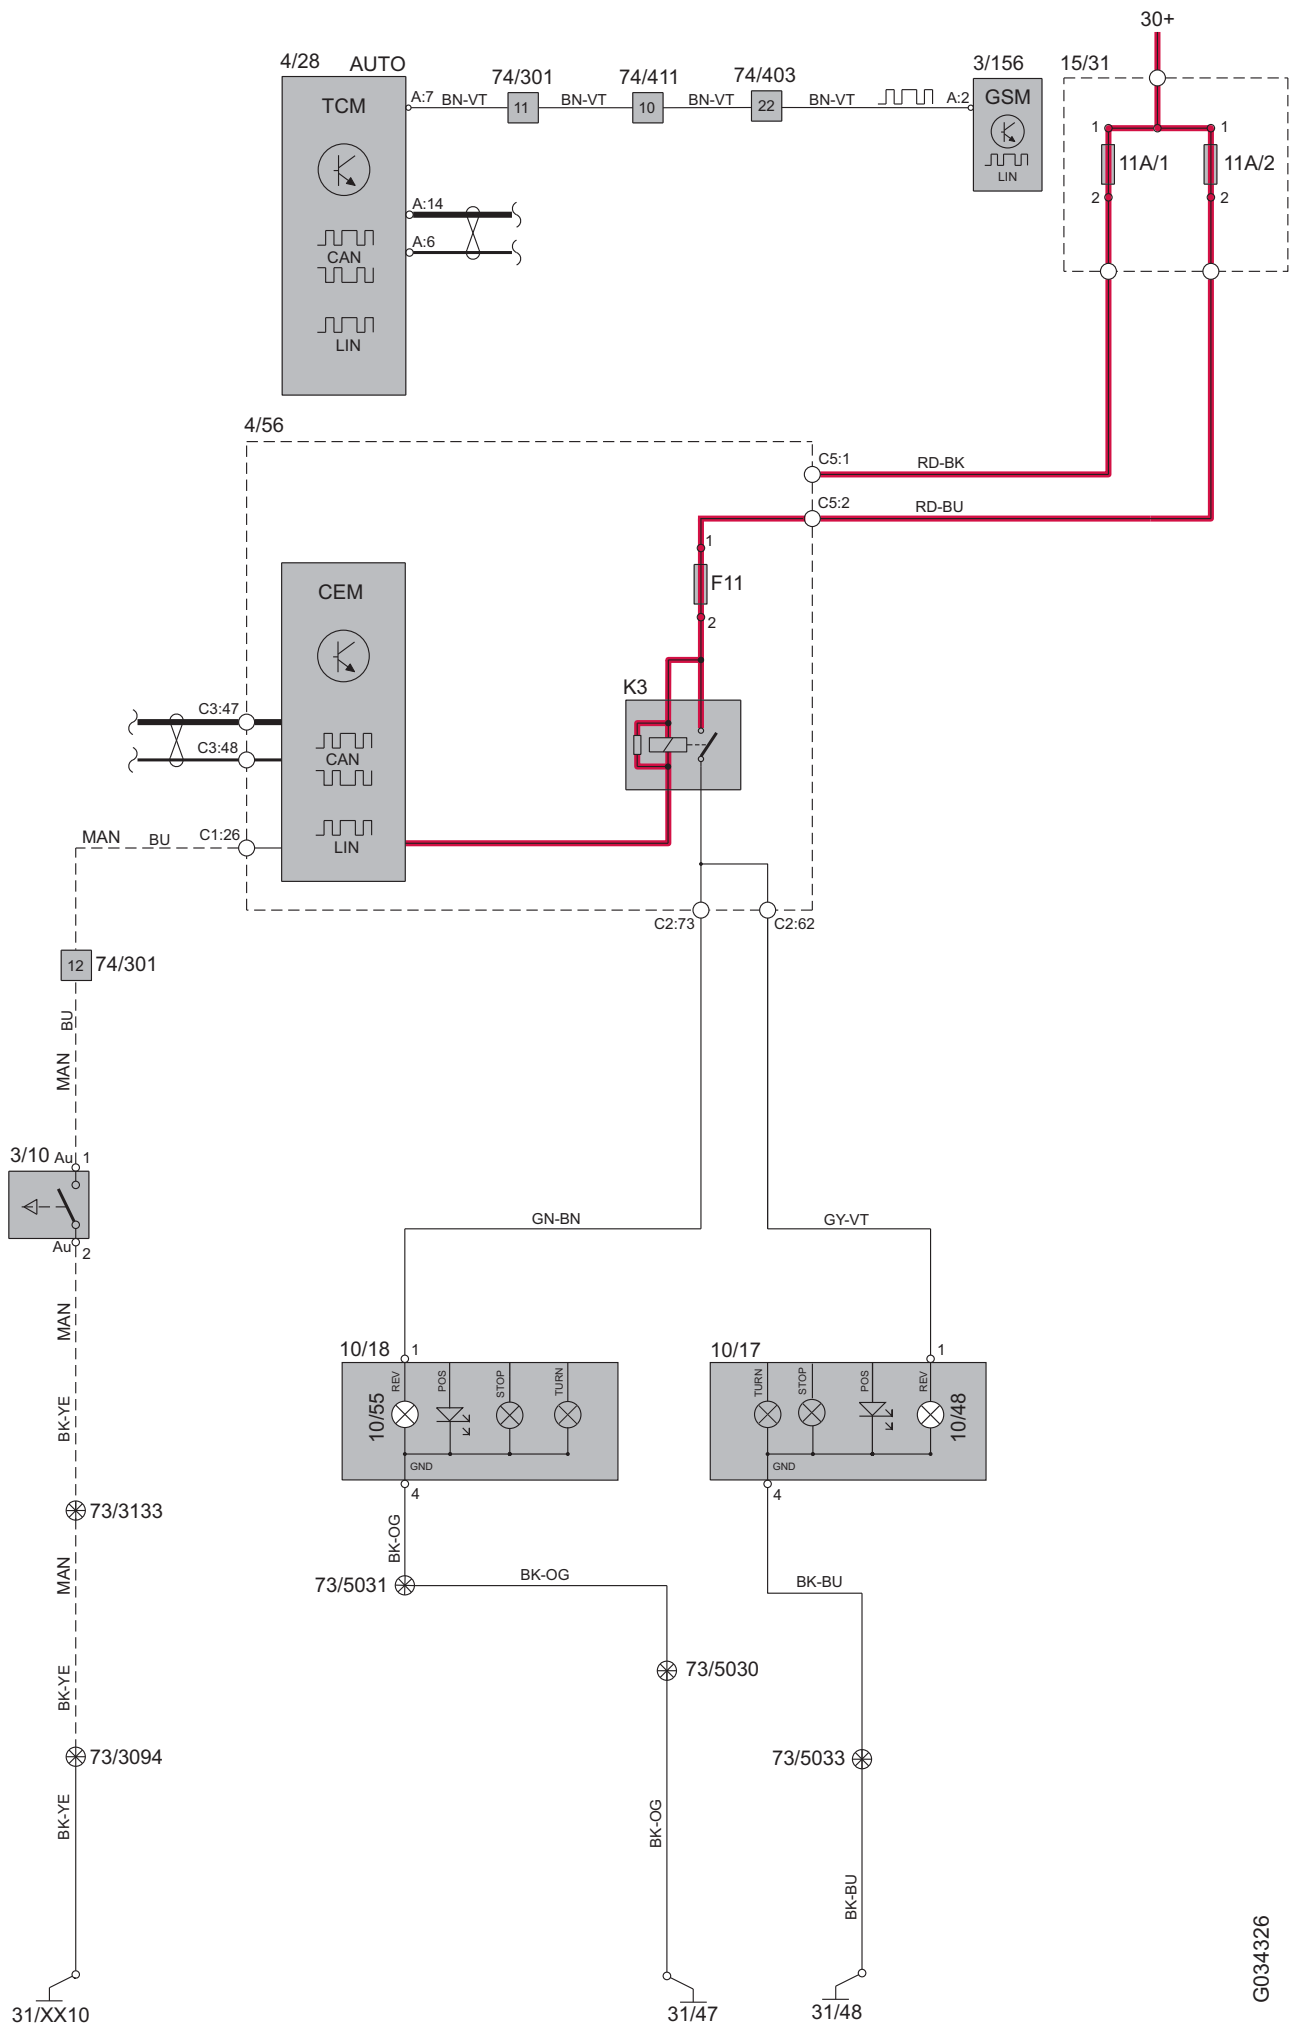 30+
4/28 AUTO
TCM
CAN
LIN
A:7 BN-VT
74/301
11
BN-VT
74/411
10
BN-VT
74/403
22
BN-VT
A:2
3/156
GSM
LIN
A:14
A:6
15/31
1
11A/1
2
1
11A/2
2
4/56
C5:1
RD-BK
C5:2
RD-BU
1
F11
2
CEM
CAN
LIN
K3
C3:47
C3:48
MAN BU C1:26
C2:73
C2:62
12
74/301
BU
MAN
3/10 Au 1
Au 2
MAN
BK-YE
73/3133
MAN
BK-YE
73/3094
BK-YE
31/XX10
GN-BN
GY-VT
10/18
1
REV
POS
STOP
TURN
10/55
GND
4
BK-OG
73/5031
BK-OG
73/5030
BK-OG
31/47
10/17
1
TURN
STOP
POS
REV
10/48
GND
4
BK-BU
73/5033
BK-BU
31/48
G034326